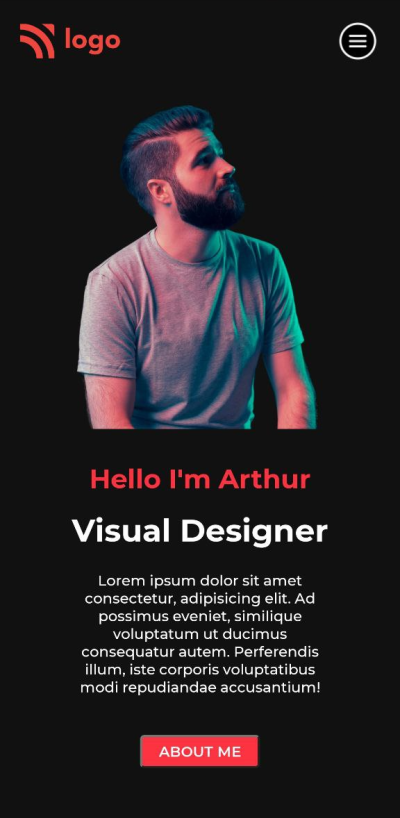 logo
Hello I'm Arthur
Visual Designer
Lorem ipsum dolor sit amet
consectetur, adipisicing elit. Ad
possimus eveniet, similique
voluptatum ut ducimus
consequatur autem. Perferendis
illum, iste corporis voluptatibus
modi repudiandae accusantium!
ABOUT ME